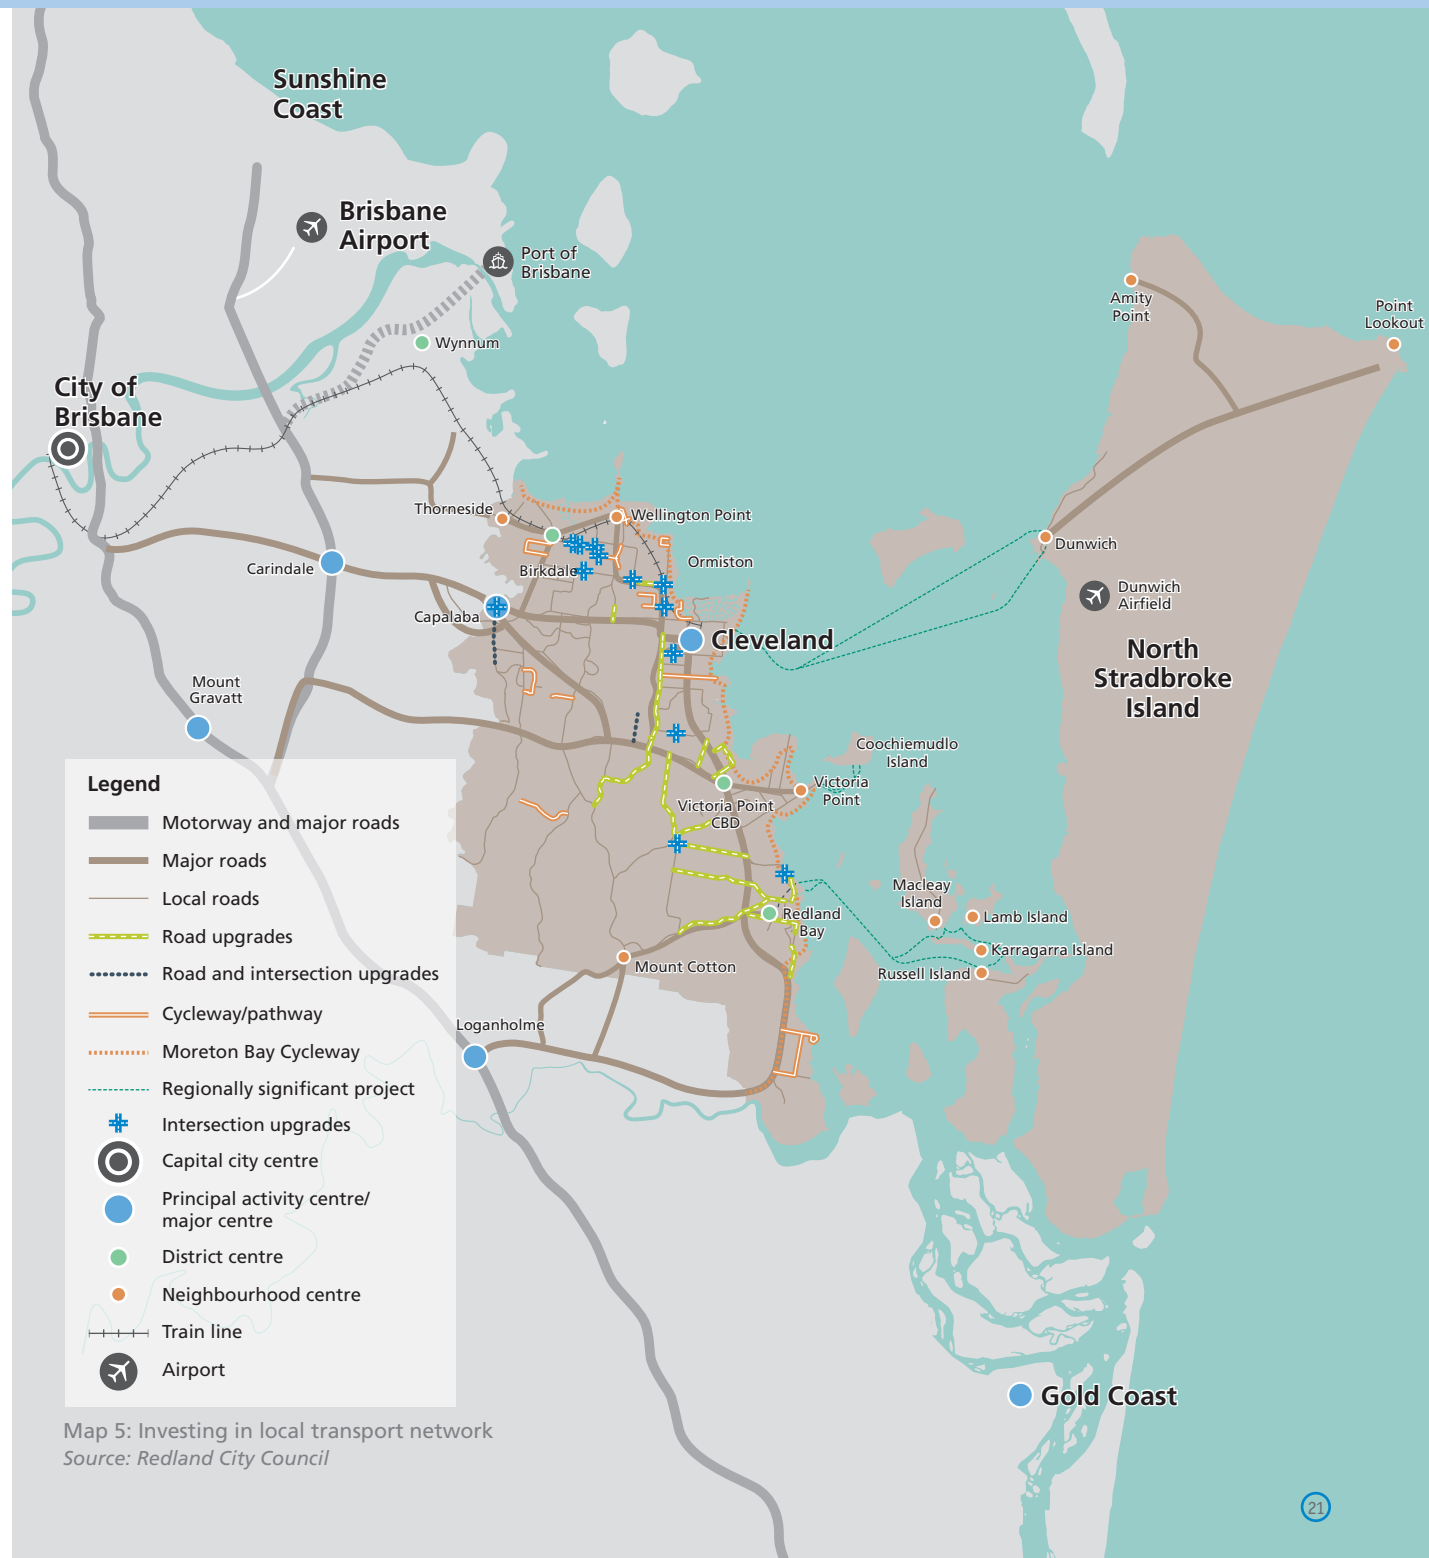 Sunshine
Coast
Brisbane
Airport
Port of
Brisbane
Wynnum
City of
Brisbane
Amity
Point
Point
Lookout
Thorneside
Wellington Point
Dunwich
Carindale
Birkdale
Ormiston
Dunwich
Airfield
Capalaba
Cleveland
North
Stradbroke
Island
Mount
Gravatt
Coochiemudlo
Island
Victoria
Point
Victoria Point
CBD
Macleay
Island
Lamb Island
Redland
Bay
Karragarra Island
Mount Cotton
Russell Island
Loganholme
Gold Coast
Legend
Motorway and major roads
Major roads
Local roads
Road upgrades
Road and intersection upgrades
Cycleway/pathway
Moreton Bay Cycleway
Regionally significant project
Intersection upgrades
Capital city centre
Principal activity centre/
major centre
District centre
Neighbourhood centre
Train line
Airport
Map 5: Investing in local transport network
Source: Redland City Council
21